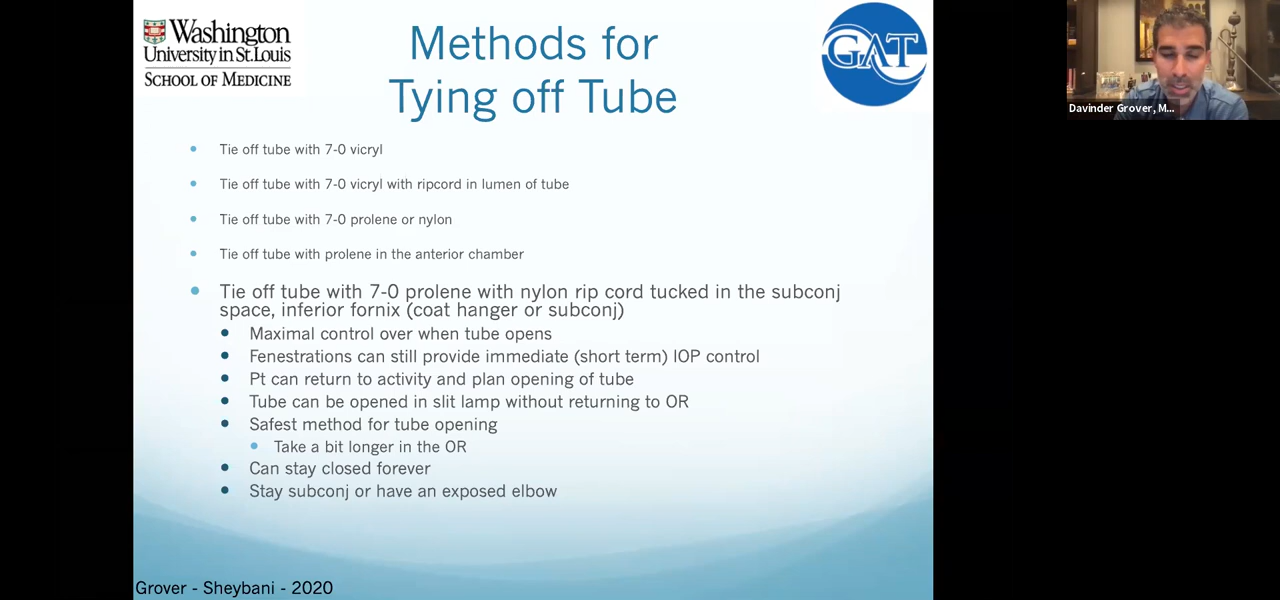 Washington
University in St. Louis
SCHOOL OF MEDICINE
Methods for
Tying off Tube
GAT
Davinder Grover, M...
Tie off tube with 7-0 vicryl
Tie off tube with 7-0 vicryl with ripcord in lumen of tube
Tie off tube with 7-0 prolene or nylon
Tie off tube with prolene in the anterior chamber
Tie off tube with 7-0 prolene with nylon rip cord tucked in the subconj
space, inferior fornix (coat hanger or subconj)
Maximal control over when tube opens
Fenestrations can still provide immediate (short term) IOP control
Pt can return to activity and plan opening of tube
Tube can be opened in slit lamp without returning to OR
Safest method for tube opening
Take a bit longer in the OR
Can stay closed forever
Stay subconj or have an exposed elbow
Grover - Sheybani - 2020